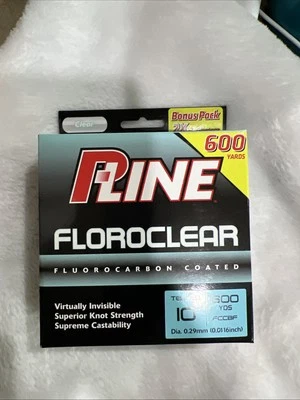 Clear
Bonus Pack
600
YARDS
P-LINE
FLOROCLEAR
FLUOROCARBON COATED
Virtually Invisible
Superior Knot Strength
Supreme Castability
10
600
YDS
FCCBF
Dia. 0.29mm (0.0116inch)